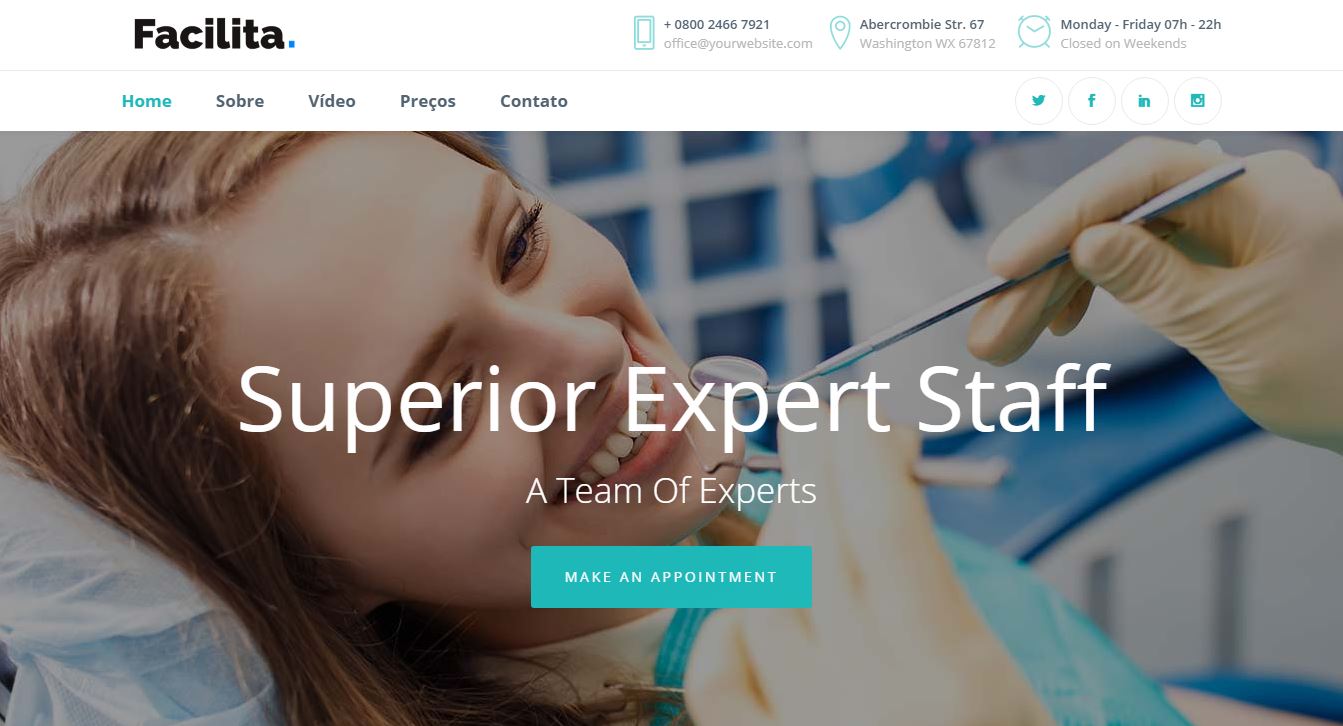 Facilita.
+ 0800 2466 7921
office@yourwebsite.com
Abercrombie Str. 67
Washington WX 67812
Monday - Friday 07h - 22h
Closed on Weekends
Home Sobre Vídeo Preços Contato
Superior Expert Staff
A Team Of Experts
MAKE AN APPOINTMENT